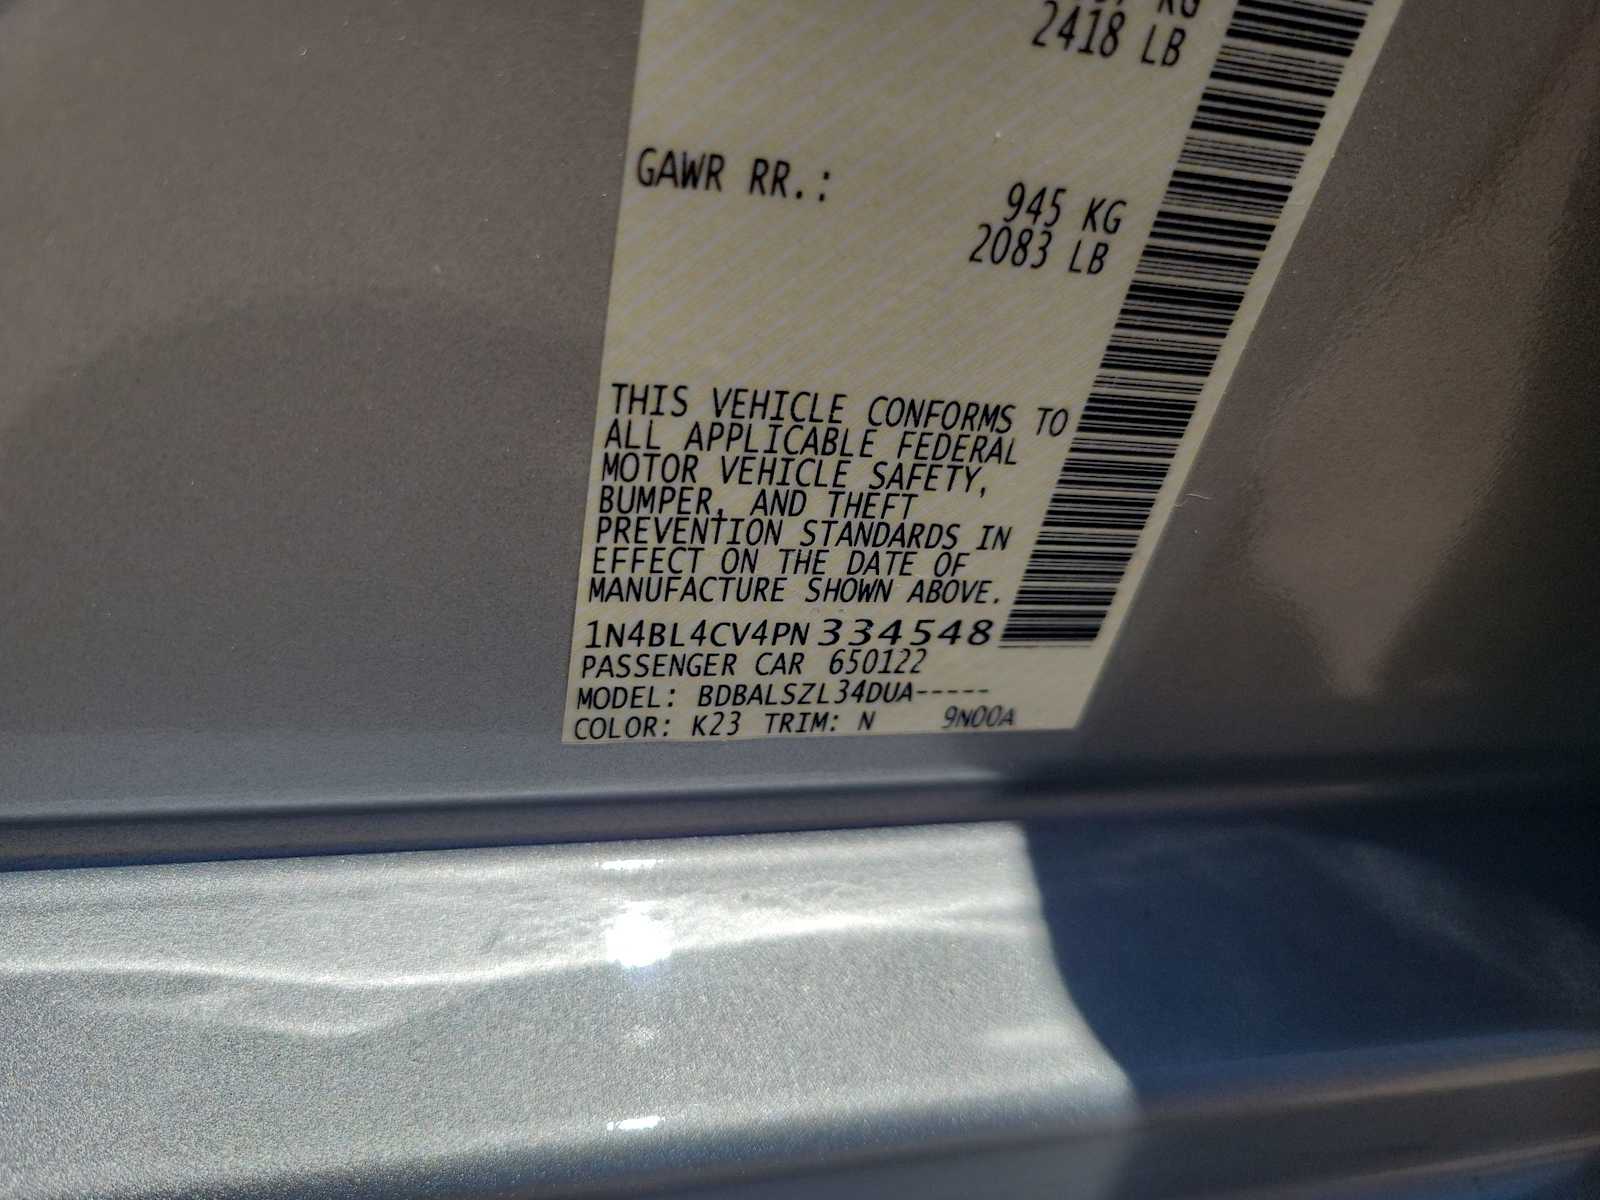 KG
2418 LB
GAWR RR.: 945 KG
2083 LB
THIS VEHICLE CONFORMS TO
ALL APPLICABLE FEDERAL
MOTOR VEHICLE SAFETY,
BUMPER, AND THEFT
PREVENTION STANDARDS IN
EFFECT ON THE DATE OF
MANUFACTURE SHOWN ABOVE.
1N4BL4CV4PN334548
PASSENGER CAR 650122
MODEL: BDBALSZL34DUA-----
COLOR: K23 TRIM: N 9N00A